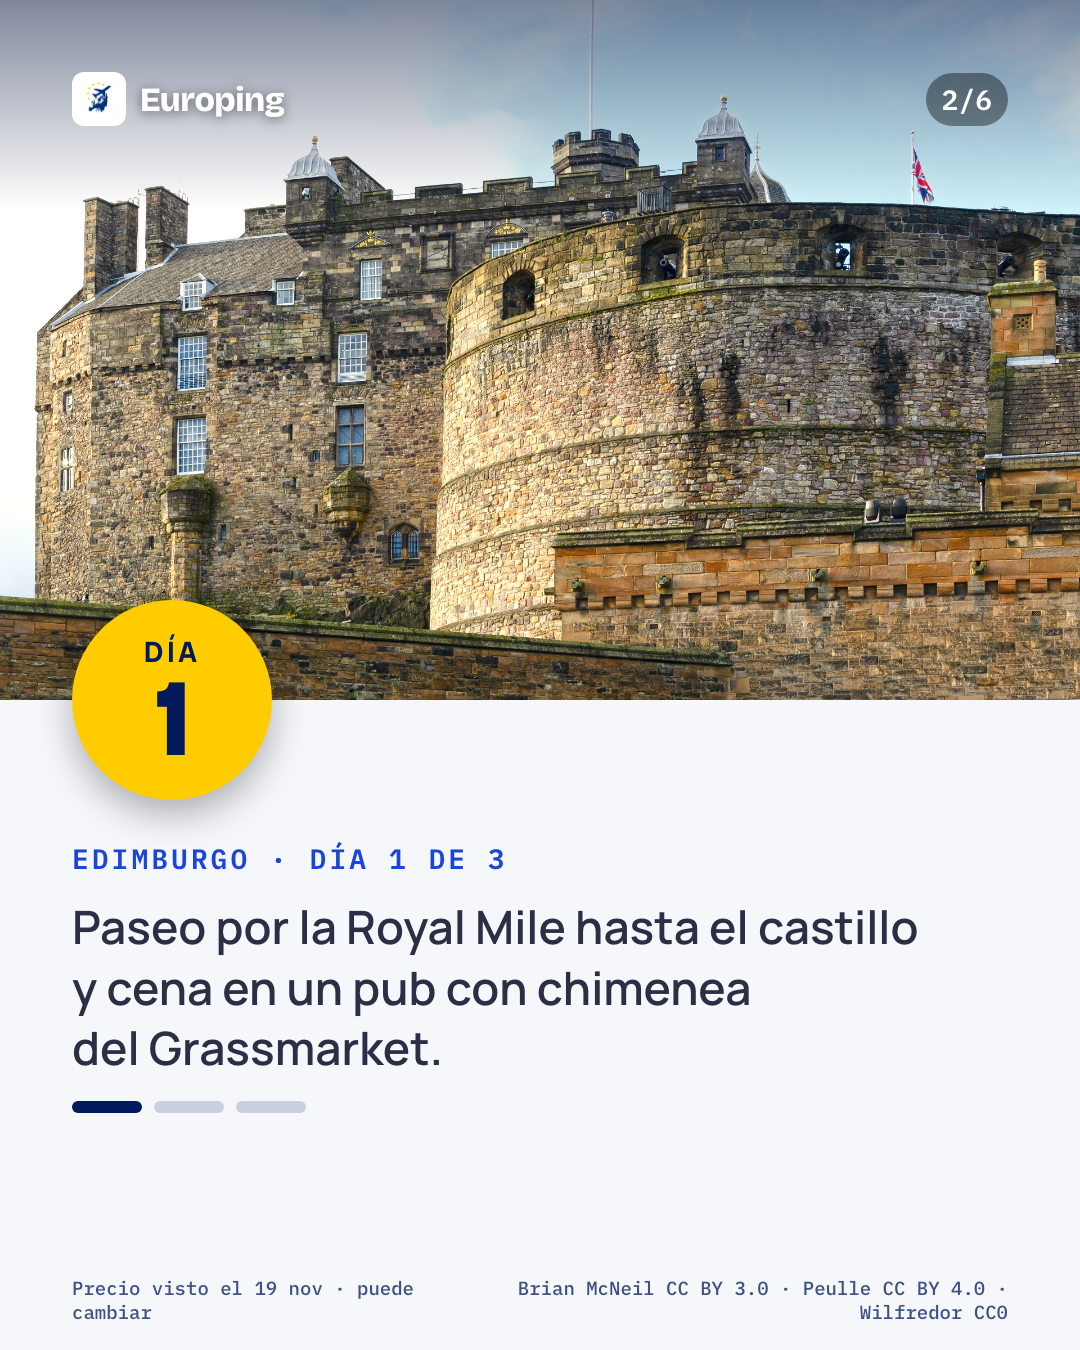 Europing
2/6
DÍA
1
EDIMBURGO · DÍA 1 DE 3
Paseo por la Royal Mile hasta el castillo
y cena en un pub con chimenea
del Grassmarket.
Precio visto el 19 nov · puede
cambiar
Brian McNeil CC BY 3.0 · Peulle CC BY 4.0 ·
Wilfredor CC0